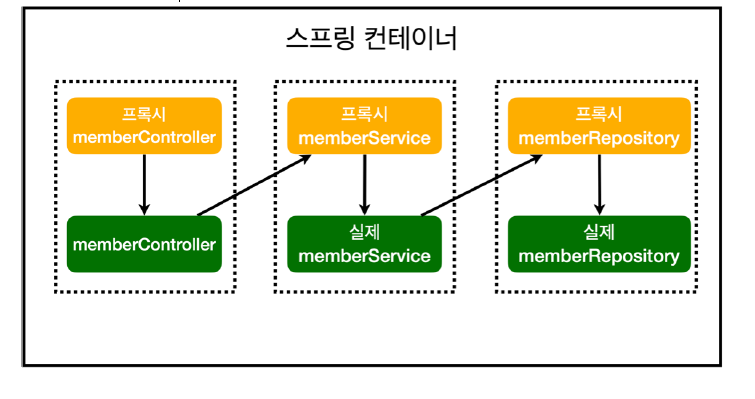 스프링 컨테이너
프록시
memberController
프록시
memberService
프록시
memberRepository
memberController
실제
memberService
실제
memberRepository